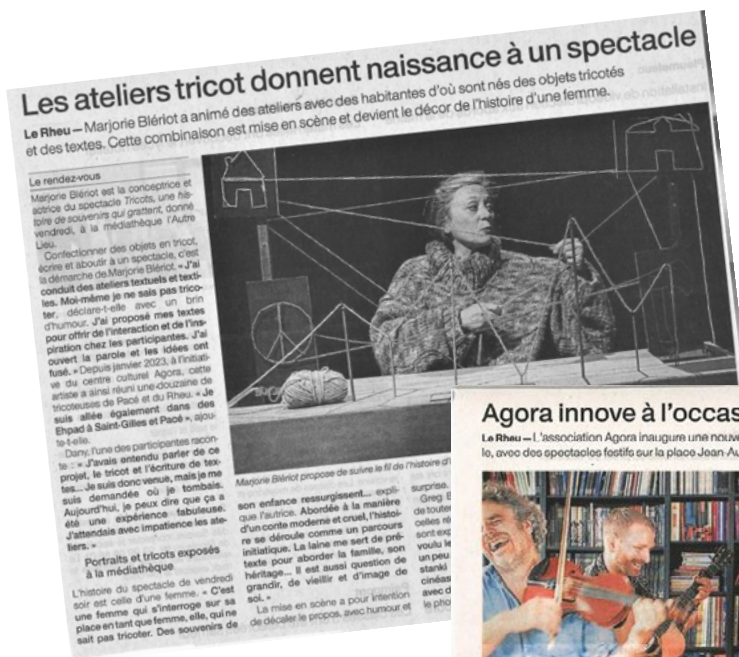 Les ateliers tricot donnent naissance à un spectacle
Le Rheu — Marjorie Blériot a animé des ateliers avec des habitantes d'où sont nés des objets tricotés
et des textes. Cette combinaison est mise en scène et devient le décor de l'histoire d'une femme.
Le rendez-vous
Marjorie Blériot est la conceptrice et
actrice du spectacle Tricots, une his-
toire de souvenirs qui grattent, donné
vendredi, à la médiathèque l'Autre
Lieu.
Confectionner des objets en tricot,
écrire et aboutir à un spectacle, c'est
la démarche de Marjorie Blériot. « J'ai
conduit des ateliers textuels et texti-
les. Moi-même je ne sais pas trico-
ter, déclare-t-elle avec un brin
d'humour. J'ai proposé mes textes
pour offrir de l'interaction et de l'ins-
piration chez les participantes. J'ai
ouvert la parole et les idées ont
fusé. » Depuis janvier 2023, à l'initiati-
ve du centre culturel Agora, cette
artiste a ainsi réuni une douzaine de
tricoteuses de Pacé et du Rheu. « Je
suis allée également dans des
Ehpad à Saint-Gilles et Pacé », ajou-
te-t-elle.
Dany, l'une des participantes racon-
te : « J'avais entendu parler de ce
projet, le tricot et l'écriture de tex-
tes... Je suis donc venue, mais je me
suis demandée où je tombais.
Aujourd'hui, je peux dire que ça a
été une expérience fabuleuse.
J'attendais avec impatience les ate-
liers. »
Portraits et tricots exposés
à la médiathèque
L'histoire du spectacle de vendredi
soir est celle d'une femme. « C'est
une femme qui s'interroge sur sa
place en tant que femme, elle, qui ne
sait pas tricoter. Des souvenirs de
Marjorie Blériot propose de suivre le fil de l'histoire d'
son enfance ressurgissent... expli-
que l'autrice. Abordée à la manière
d'un conte moderne et cruel, l'histoi-
re se déroule comme un parcours
initiatique. La laine me sert de pré-
texte pour aborder la famille, son
héritage... Il est aussi question de
grandir, de vieillir et d'image de
soi. »
La mise en scène a pour intention
de décaler le propos, avec humour et
surprise.
Greg B
de toute
celles ré
sont exp
voulu le
un peu
stanki
cinéas
avec d
le pho
Agora innove à l'occas
Le Rheu — L'association Agora inaugure une nouve
le, avec des spectacles festifs sur la place Jean-Au